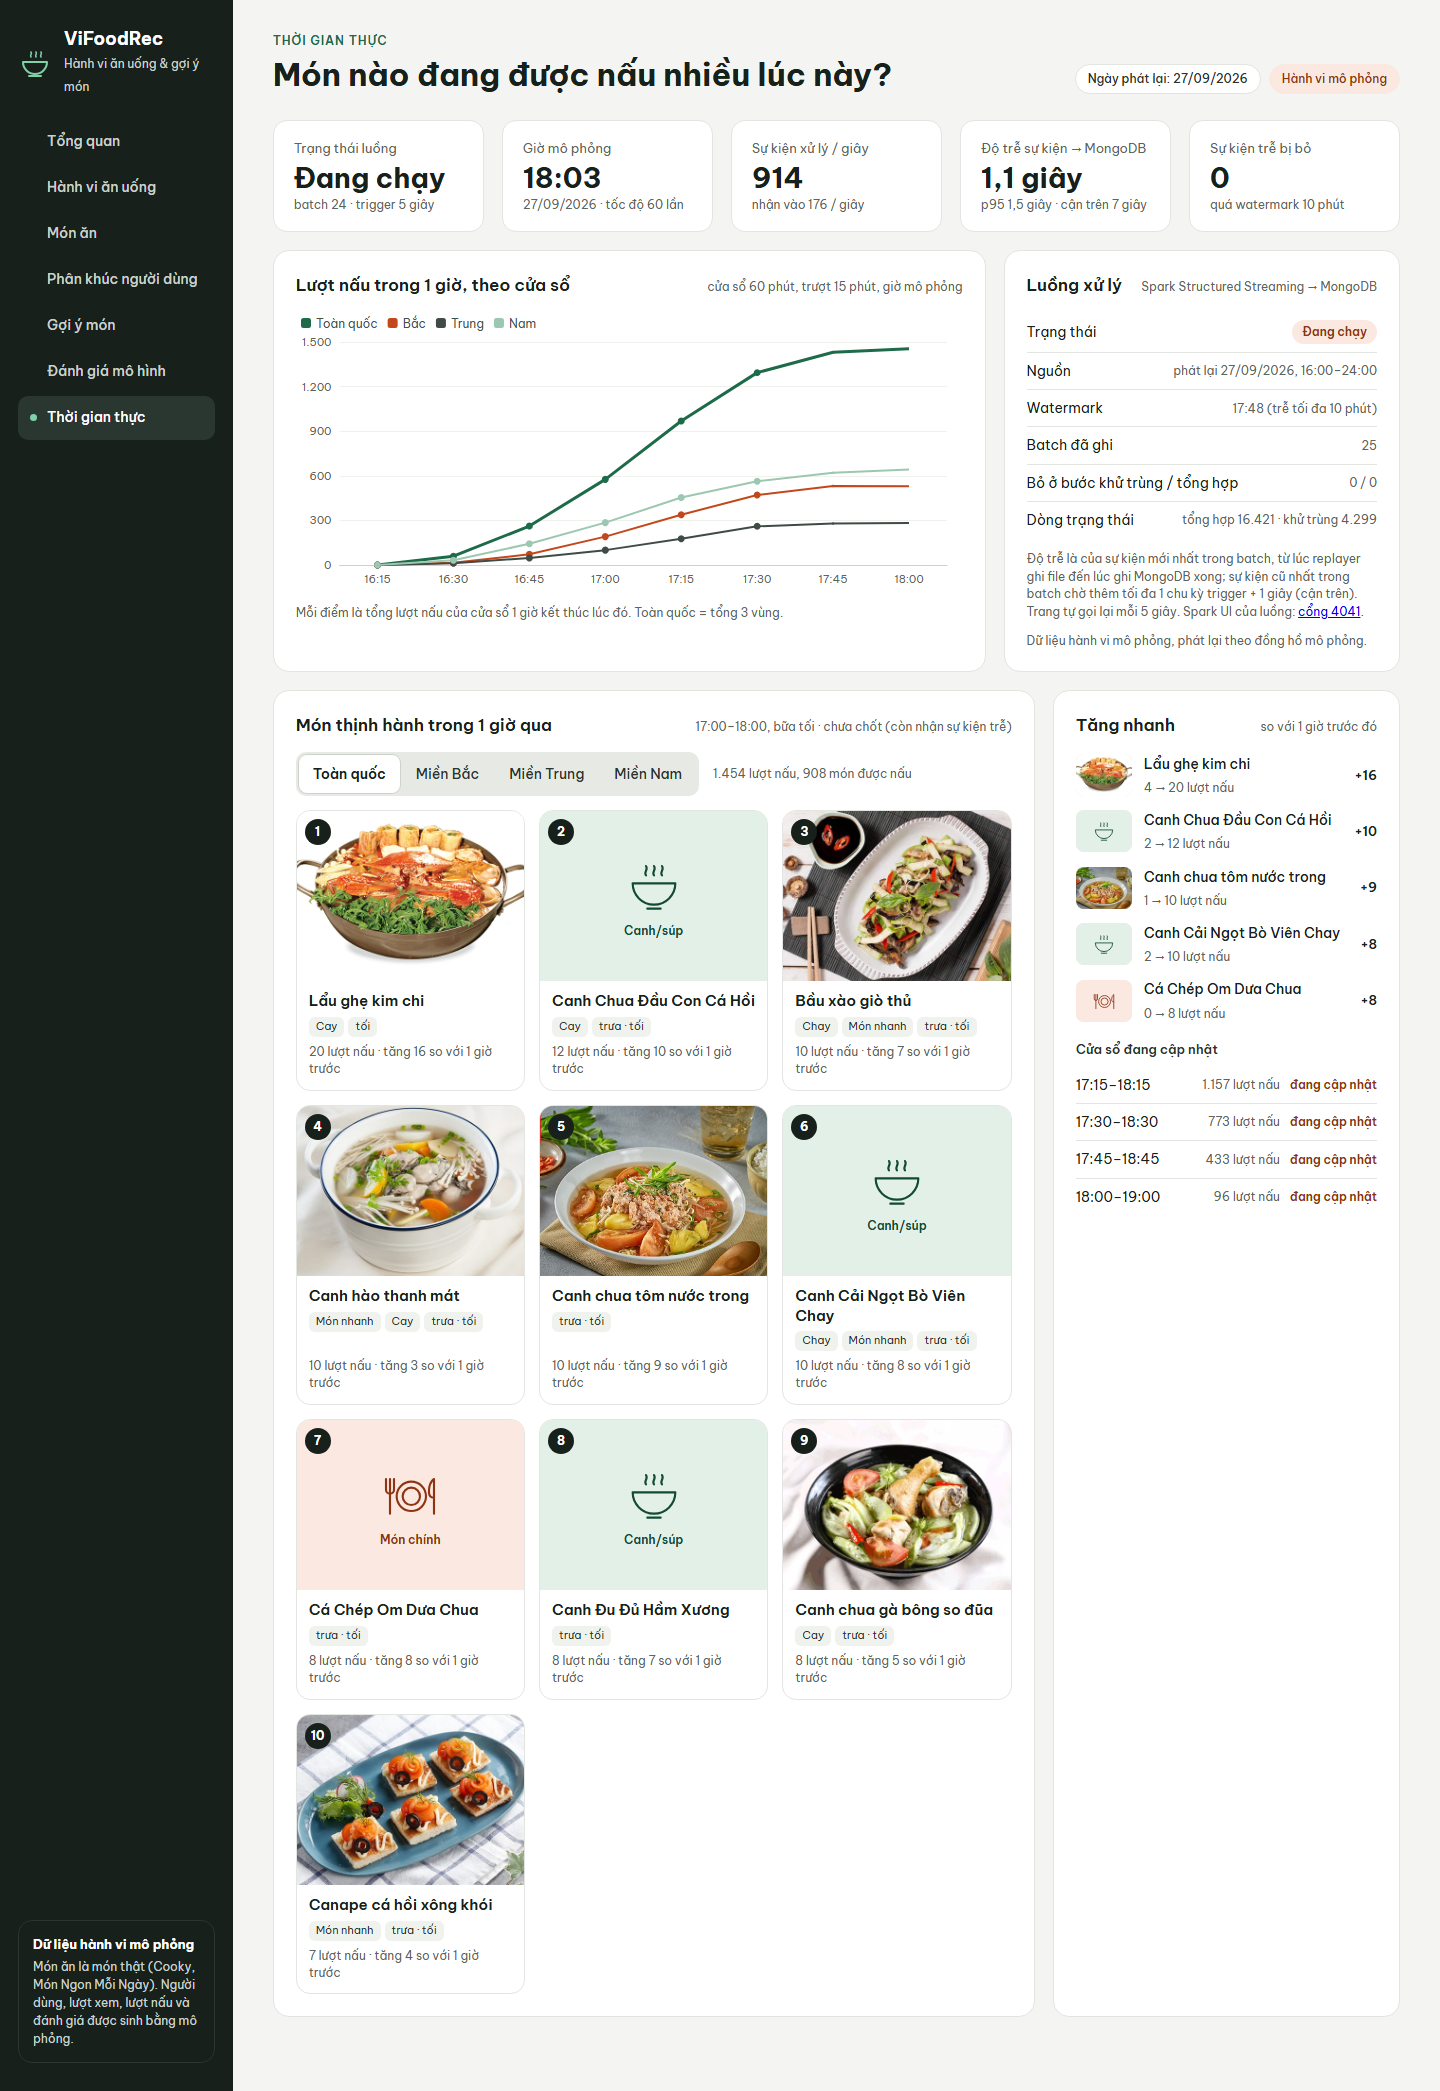 ViFoodRec
Hành vi ăn uống & gợi ý
món
Tổng quan
Hành vi ăn uống
Món ăn
Phân khúc người dùng
Gợi ý món
Đánh giá mô hình
Thời gian thực
Dữ liệu hành vi mô phỏng
Món ăn là món thật (Cooky,
Món Ngon Mỗi Ngày). Người
dùng, lượt xem, lượt nấu và
đánh giá được sinh bằng mô
phỏng.
THỜI GIAN THỰC
Món nào đang được nấu nhiều lúc này?
Ngày phát lại: 27/09/2026
Hành vi mô phỏng
Trạng thái luồng
Đang chạy
batch 24 · trigger 5 giây
Giờ mô phỏng
18:03
27/09/2026 · tốc độ 60 lần
Sự kiện xử lý / giây
914
nhận vào 176 / giây
Độ trễ sự kiện → MongoDB
1,1 giây
p95 1,5 giây · cận trên 7 giây
Sự kiện trễ bị bỏ
0
quá watermark 10 phút
Lượt nấu trong 1 giờ, theo cửa sổ
cửa sổ 60 phút, trượt 15 phút, giờ mô phỏng
Toàn quốc Bắc Trung Nam
1.500
1.200
900
600
300
0
16:15 16:30 16:45 17:00 17:15 17:30 17:45 18:00
Mỗi điểm là tổng lượt nấu của cửa sổ 1 giờ kết thúc lúc đó. Toàn quốc = tổng 3 vùng.
Luồng xử lý
Spark Structured Streaming → MongoDB
Trạng thái Đang chạy
Nguồn phát lại 27/09/2026, 16:00–24:00
Watermark 17:48 (trễ tối đa 10 phút)
Batch đã ghi 25
Bỏ ở bước khử trùng / tổng hợp 0 / 0
Dòng trạng thái tổng hợp 16.421 · khử trùng 4.299
Độ trễ là của sự kiện mới nhất trong batch, từ lúc replayer
ghi file đến lúc ghi MongoDB xong; sự kiện cũ nhất trong
batch chờ thêm tối đa 1 chu kỳ trigger + 1 giây (cận trên).
Trang tự gọi lại mỗi 5 giây. Spark UI của luồng: cổng 4041.
Dữ liệu hành vi mô phỏng, phát lại theo đồng hồ mô phỏng.
Món thịnh hành trong 1 giờ qua
17:00–18:00, bữa tối · chưa chốt (còn nhận sự kiện trễ)
Toàn quốc Miền Bắc Miền Trung Miền Nam
1.454 lượt nấu, 908 món được nấu
1
Lẩu ghẹ kim chi
Cay tối
20 lượt nấu · tăng 16 so với 1 giờ
trước
2
Canh/súp
Canh Chua Đầu Con Cá Hồi
Cay trưa · tối
12 lượt nấu · tăng 10 so với 1 giờ
trước
3
Bầu xào giò thủ
Chay Món nhanh trưa · tối
10 lượt nấu · tăng 7 so với 1 giờ
trước
4
Canh hào thanh mát
Món nhanh Cay trưa · tối
10 lượt nấu · tăng 3 so với 1 giờ
trước
5
Canh chua tôm nước trong
trưa · tối
10 lượt nấu · tăng 9 so với 1 giờ
trước
6
Canh/súp
Canh Cải Ngọt Bò Viên
Chay
Chay Món nhanh trưa · tối
10 lượt nấu · tăng 8 so với 1 giờ
trước
7
Món chính
Cá Chép Om Dưa Chua
trưa · tối
8 lượt nấu · tăng 8 so với 1 giờ
trước
8
Canh/súp
Canh Đu Đủ Hầm Xương
trưa · tối
8 lượt nấu · tăng 7 so với 1 giờ
trước
9
Canh chua gà bông so đũa
Cay trưa · tối
8 lượt nấu · tăng 5 so với 1 giờ
trước
10
Canape cá hồi xông khói
Món nhanh trưa · tối
7 lượt nấu · tăng 4 so với 1 giờ
trước
Tăng nhanh
so với 1 giờ trước đó
Lẩu ghẹ kim chi
4 → 20 lượt nấu
+16
Canh Chua Đầu Con Cá Hồi
2 → 12 lượt nấu
+10
Canh chua tôm nước trong
1 → 10 lượt nấu
+9
Canh Cải Ngọt Bò Viên Chay
2 → 10 lượt nấu
+8
Cá Chép Om Dưa Chua
0 → 8 lượt nấu
+8
Cửa sổ đang cập nhật
17:15–18:15 1.157 lượt nấu đang cập nhật
17:30–18:30 773 lượt nấu đang cập nhật
17:45–18:45 433 lượt nấu đang cập nhật
18:00–19:00 96 lượt nấu đang cập nhật